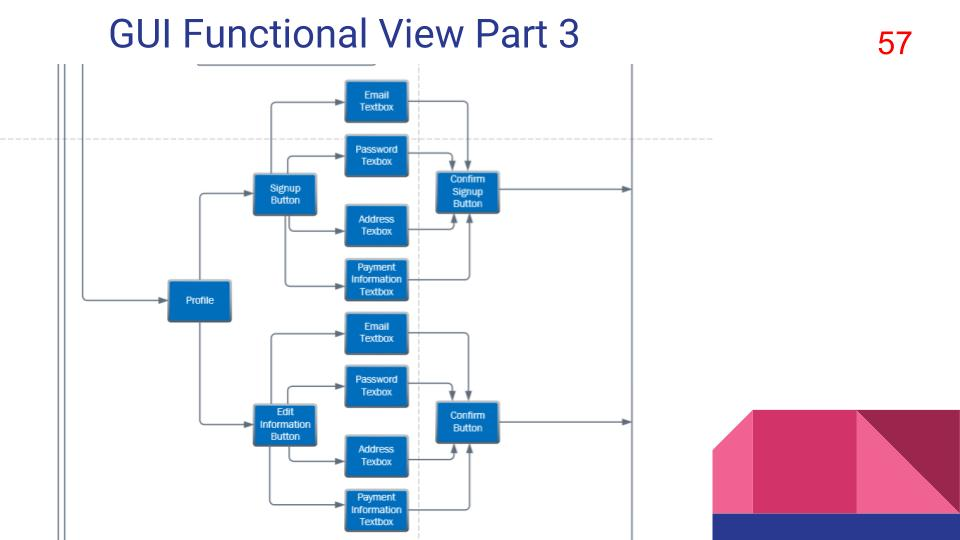 GUI Functional View Part 3
57
Email
Textbox
Password
Texbox
Signup
Button
Confirm
Signup
Button
Address
Texbox
Payment
Information
Textbox
Profile
Email
Textbox
Password
Texbox
Edit
Information
Button
Confirm
Button
Address
Texbox
Payment
Information
Textbox